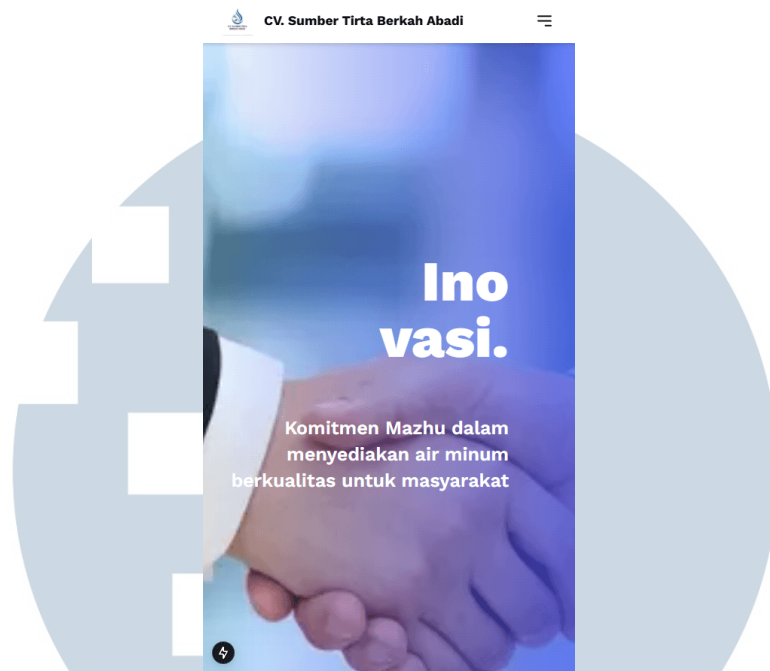 CV. Sumber Tirta Berkah Abadi
Ino
vasi.
Komitmen Mazhu dalam
menyediakan air minum
berkualitas untuk masyarakat